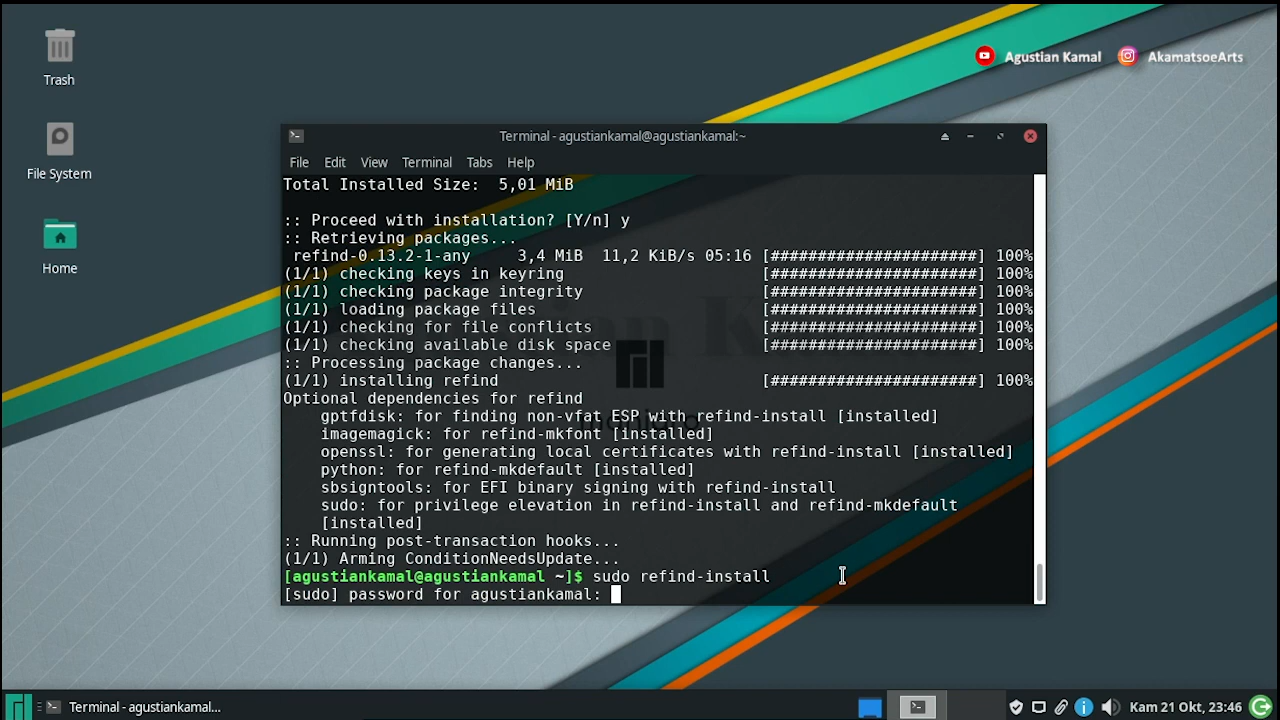 Trash
File System
Home
Agustian Kamal
AkamatsoeArts
Terminal - agustiankamal@agustiankamal:~
File Edit View Terminal Tabs Help
Total Installed Size:  5,01 MiB
:: Proceed with installation? [Y/n] y
:: Retrieving packages...
refind-0.13.2-1-any     3,4 MiB  11,2 KiB/s 05:16 [######################] 100%
(1/1) checking keys in keyring                     [######################] 100%
(1/1) checking package integrity                   [######################] 100%
(1/1) loading package files                        [######################] 100%
(1/1) checking for file conflicts                  [######################] 100%
(1/1) checking available disk space                [######################] 100%
:: Processing package changes...
(1/1) installing refind                            [######################] 100%
Optional dependencies for refind
gptfdisk: for finding non-vfat ESP with refind-install [installed]
imagemagick: for refind-mkfont [installed]
openssl: for generating local certificates with refind-install [installed]
python: for refind-mkdefault [installed]
sbsigntools: for EFI binary signing with refind-install
sudo: for privilege elevation in refind-install and refind-mkdefault
[installed]
:: Running post-transaction hooks...
(1/1) Arming ConditionNeedsUpdate...
[agustiankamal@agustiankamal ~]$ sudo refind-install
[sudo] password for agustiankamal:
Terminal - agustiankamal...
Kam 21 Okt, 23:46